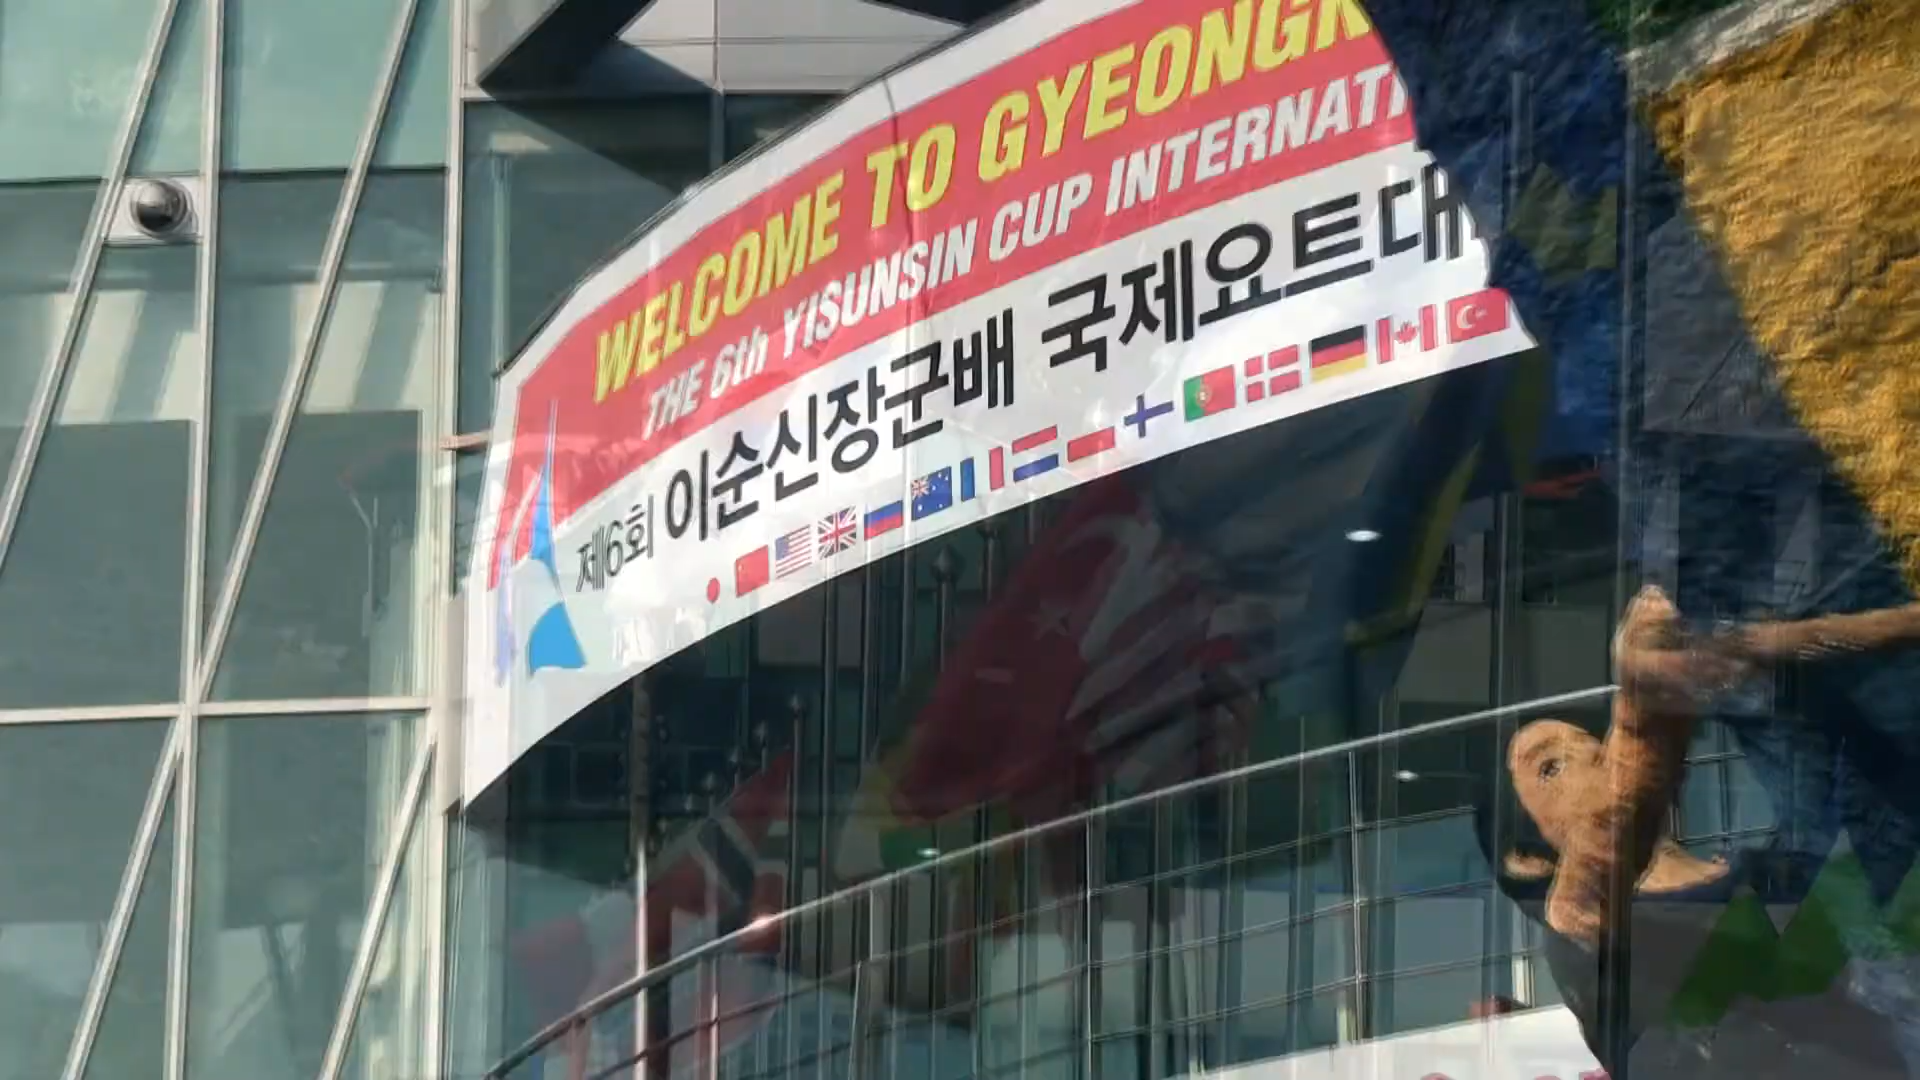 WELCOME TO GYEONGN
THE 6th YISUNSIN CUP INTERNATI
제6회 이순신장군배 국제요트대